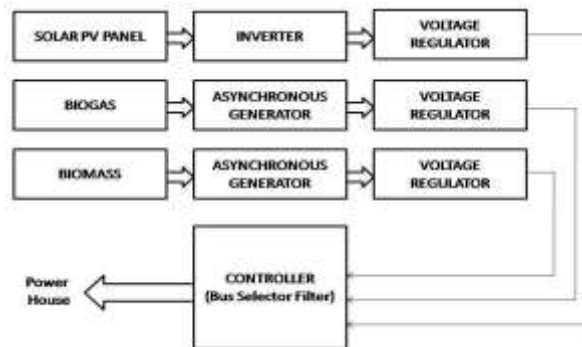 SOLAR PV PANEL
INVERTER
VOLTAGE
REGULATOR
BIOGAS
ASYNCHRONOUS
GENERATOR
VOLTAGE
REGULATOR
BIOMASS
ASYNCHRONOUS
GENERATOR
VOLTAGE
REGULATOR
Power
House
CONTROLLER
(Bus Selector Filter)